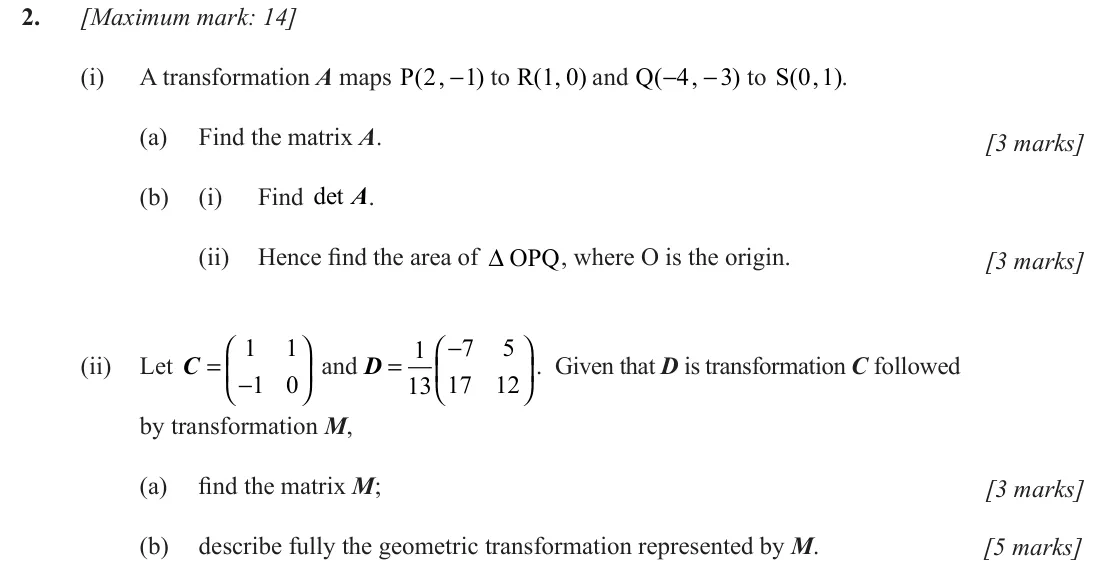 2. [Maximum mark: 14]
(i) A transformation A maps P(2, −1) to R(1, 0) and Q(−4, −3) to S(0, 1).
(a) Find the matrix A. [3 marks]
(b) (i) Find det A.
(ii) Hence find the area of Δ OPQ, where O is the origin. [3 marks]
(ii) Let C = ( 1 1 ; −1 0 ) and D = 1/13 ( −7 5 ; 17 12 ). Given that D is transformation C followed
by transformation M,
(a) find the matrix M; [3 marks]
(b) describe fully the geometric transformation represented by M. [5 marks]